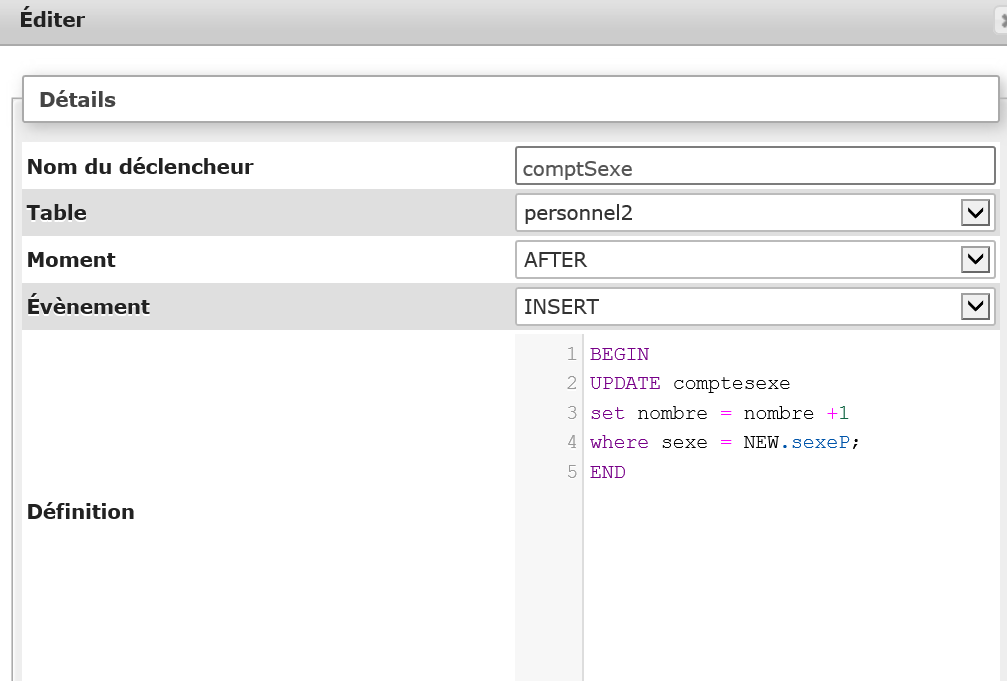 Éditer
Détails
Nom du déclencheur comptSexe
Table personnel2
Moment AFTER
Évènement INSERT
Définition
1 BEGIN
2 UPDATE comptesexe
3 set nombre = nombre +1
4 where sexe = NEW.sexeP;
5 END